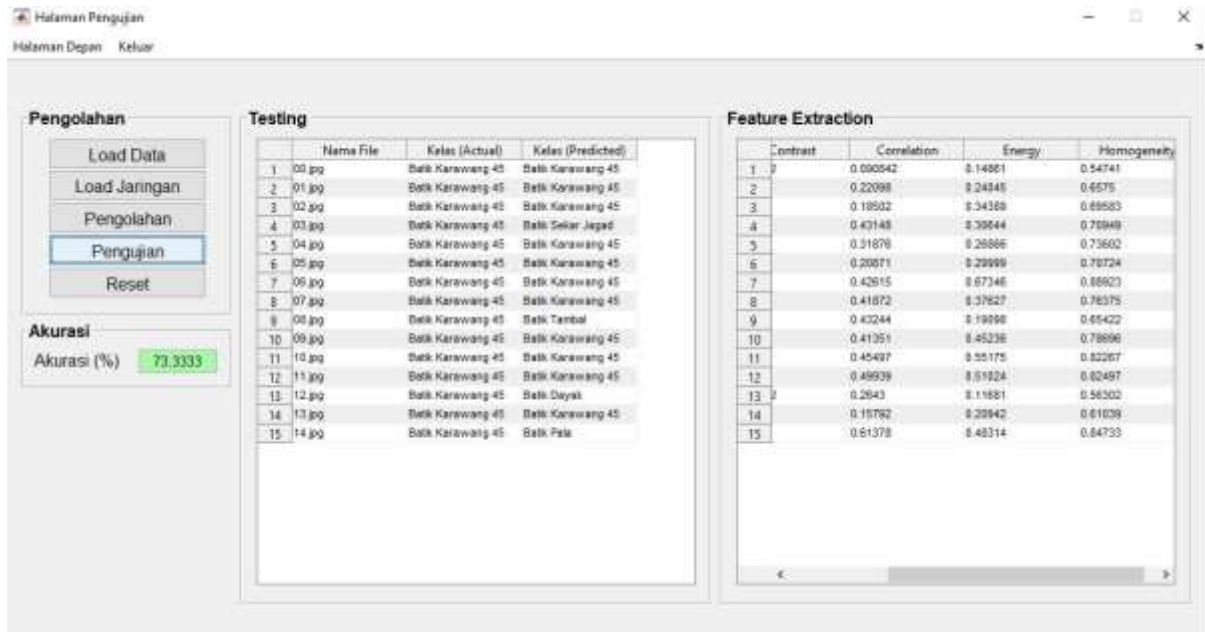 Halaman Pengujian
Halaman Depan Keluar
Pengolahan
Load Data
Load Jaringan
Pengolahan
Pengujian
Reset
Akurasi
Akurasi (%) 73.3333
Testing
Nama File Kelas (Actual) Kelas (Predicted)
1 00.jpg Batik Karawang 45 Batik Karawang 45
2 01.jpg Batik Karawang 45 Batik Karawang 45
3 02.jpg Batik Karawang 45 Batik Karawang 45
4 03.jpg Batik Karawang 45 Batik Sekar Jagad
5 04.jpg Batik Karawang 45 Batik Karawang 45
6 05.jpg Batik Karawang 45 Batik Karawang 45
7 06.jpg Batik Karawang 45 Batik Karawang 45
8 07.jpg Batik Karawang 45 Batik Karawang 45
9 08.jpg Batik Karawang 45 Batik Tambal
10 09.jpg Batik Karawang 45 Batik Karawang 45
11 10.jpg Batik Karawang 45 Batik Karawang 45
12 11.jpg Batik Karawang 45 Batik Karawang 45
13 12.jpg Batik Karawang 45 Batik Dayak
14 13.jpg Batik Karawang 45 Batik Karawang 45
15 14.jpg Batik Karawang 45 Batik Pala
Feature Extraction
Contrast Correlation Energy Homogeneity
1 0.090842 0.14861 0.54741
2 0.22098 0.24845 0.6575
3 0.18502 0.34369 0.69583
4 0.43148 0.70949
5 0.31876 0.26866 0.73602
6 0.20871 0.29999 0.70724
7 0.42615 0.67346 0.88923
8 0.41872 0.37627 0.76375
9 0.43244 0.19898 0.65422
10 0.41351 0.45236 0.78696
11 0.45497 0.55175 0.82267
12 0.49939 0.51024 0.82497
13 0.2643 0.11681 0.56302
14 0.15792 0.20942 0.61039
15 0.61378 0.48314 0.84733